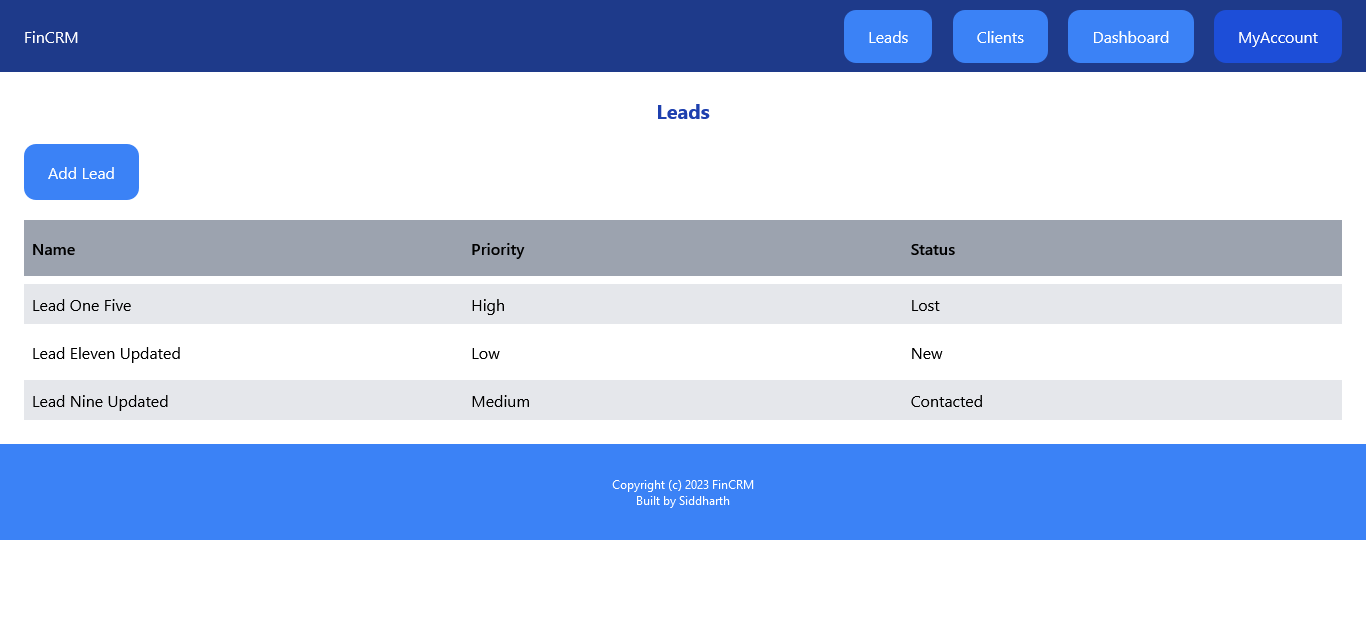 FinCRM Leads Clients Dashboard MyAccount
Leads
Add Lead
Name Priority Status
Lead One Five High Lost
Lead Eleven Updated Low New
Lead Nine Updated Medium Contacted
Copyright (c) 2023 FinCRM
Built by Siddharth